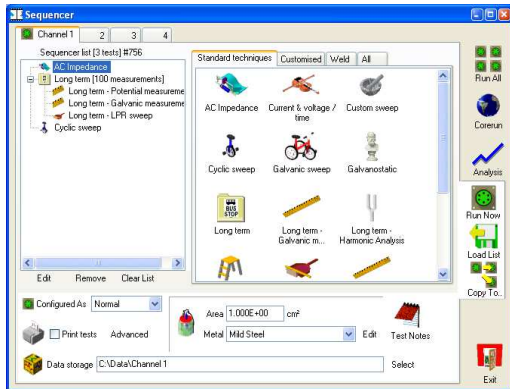 Sequencer
Channel 1 2 3 4
Sequencer list [3 tests] #756
AC Impedance
Long term [100 measurements]
Long term - Potential measureme
Long term - Galvanic measureme
Long term - LPR sweep
Cyclic sweep
Edit Remove Clear List
Standard techniques Customised Weld All
AC Impedance Current & voltage / time Custom sweep
Cyclic sweep Galvanic sweep Galvanostatic
BUS STOP
Long term Long term - Galvanic m... Long term - Harmonic Analysis
Run All
Corerun
Analysis
Run Now
Load List
Copy To..
Exit
Configured As Normal
Print tests Advanced
Area 1.000E+00 cm²
Metal Mild Steel Edit
Test Notes
Data storage C:\Data\Channel 1 Select